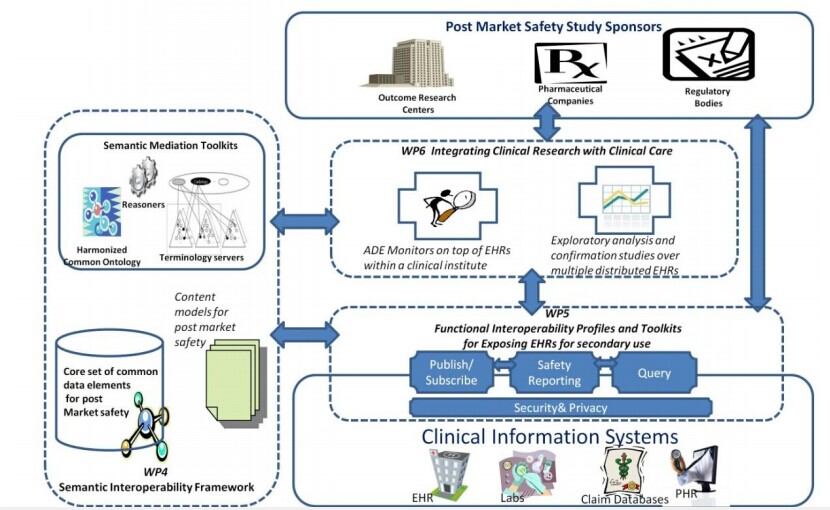 Post Market Safety Study Sponsors
Outcome Research
Centers
Rx
Pharmaceutical
Companies
Regulatory
Bodies
Semantic Mediation Toolkits
Reasoners
Harmonized
Common Ontology
Terminology servers
WP6 Integrating Clinical Research with Clinical Care
ADE Monitors on top of EHRs
within a clinical institute
Exploratory analysis and
confirmation studies over
multiple distributed EHRs
Content
models for
post market
safety
Core set of common
data elements
for post
Market safety
WP4
Semantic Interoperability Framework
WP5
Functional Interoperability Profiles and Toolkits
for Exposing EHRs for secondary use
Publish/
Subscribe
Safety
Reporting
Query
Security& Privacy
Clinical Information Systems
EHR
Labs
Claim Databases
PHR